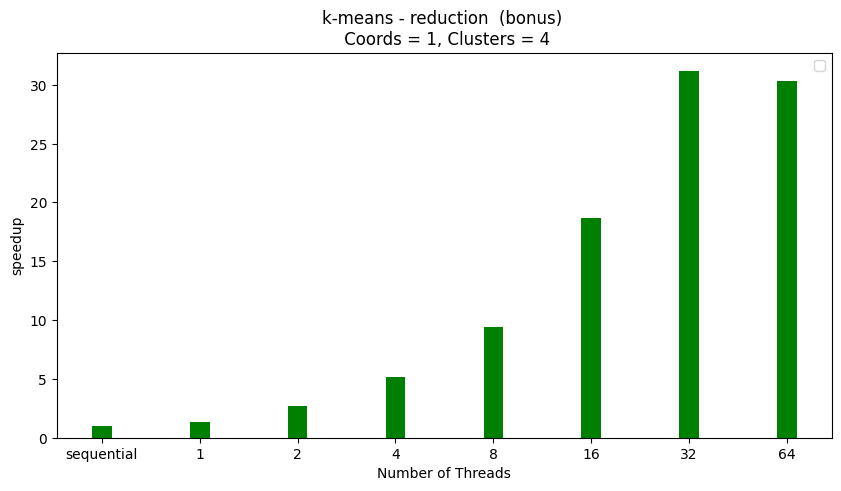 k-means - reduction  (bonus)
Coords = 1, Clusters = 4
speedup
30
25
20
15
10
5
0
sequential 1 2 4 8 16 32 64
Number of Threads